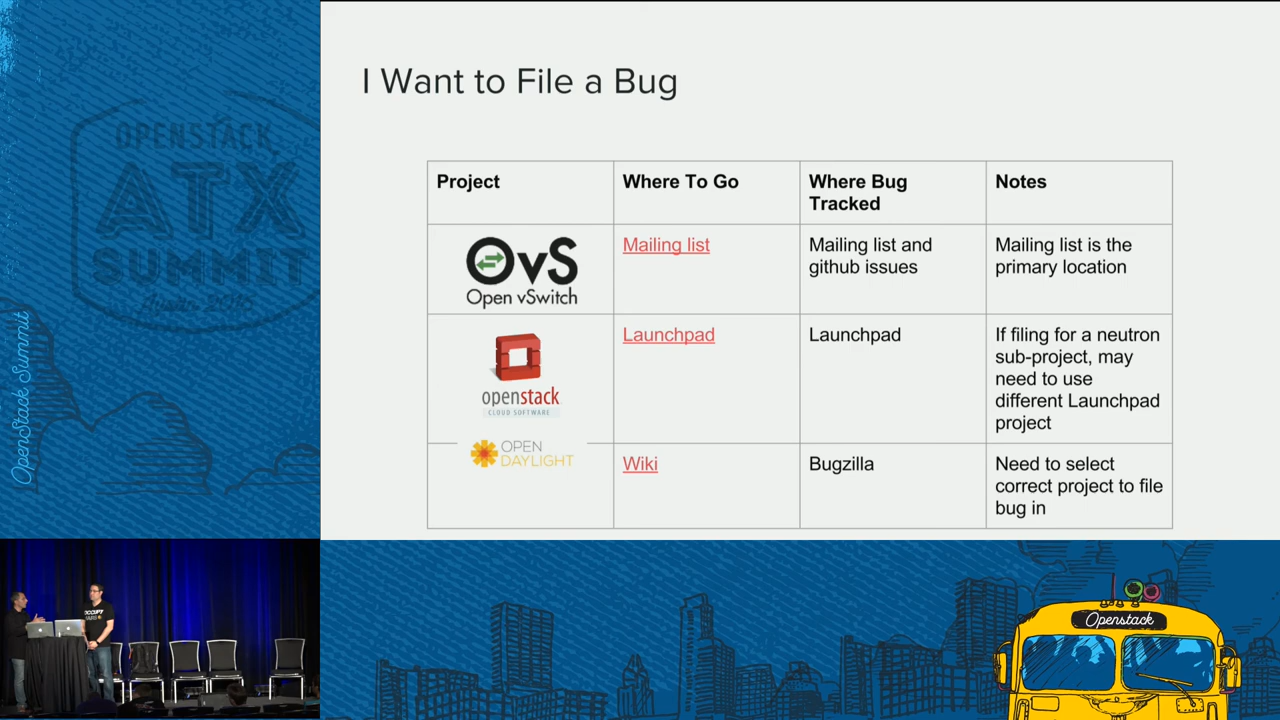 I Want to File a Bug
OPENSTACK
ATX
SUMMIT
Austin 2016
OpenStack Summit
Project
Where To Go
Where Bug
Tracked
Notes
OvS
Open vSwitch
Mailing list
Mailing list and
github issues
Mailing list is the
primary location
openstack
CLOUD SOFTWARE
Launchpad
Launchpad
If filing for a neutron
sub-project, may
need to use
different Launchpad
project
OPEN
DAYLIGHT
Wiki
Bugzilla
Need to select
correct project to file
bug in
OCCUPY
Openstack